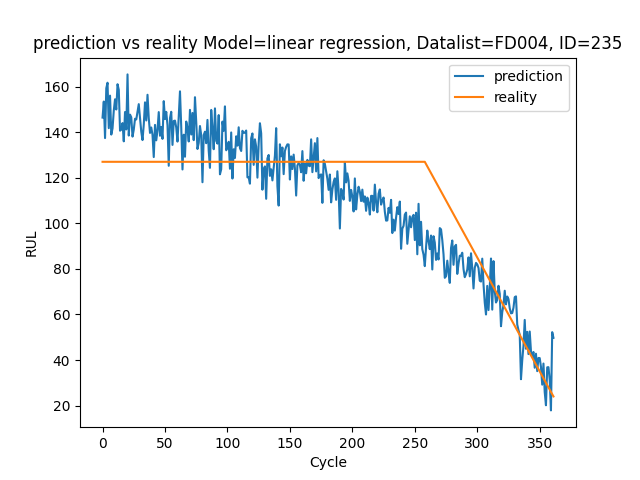 prediction vs reality Model=linear regression, Datalist=FD004, ID=235
prediction
reality
160
140
120
100
80
60
40
20
RUL
0 50 100 150 200 250 300 350
Cycle